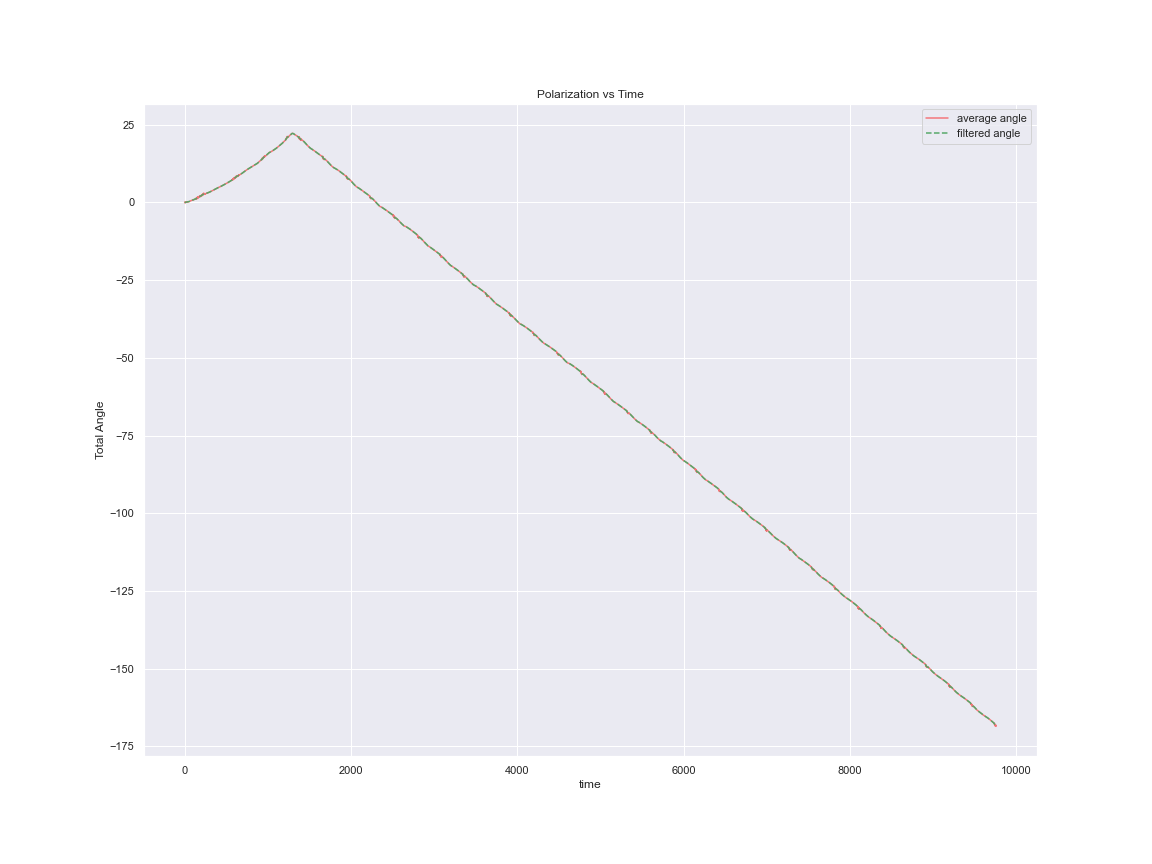 Polarization vs Time
average angle
filtered angle
25
0
−25
−50
−75
−100
−125
−150
−175
Total Angle
0 2000 4000 6000 8000 10000
time